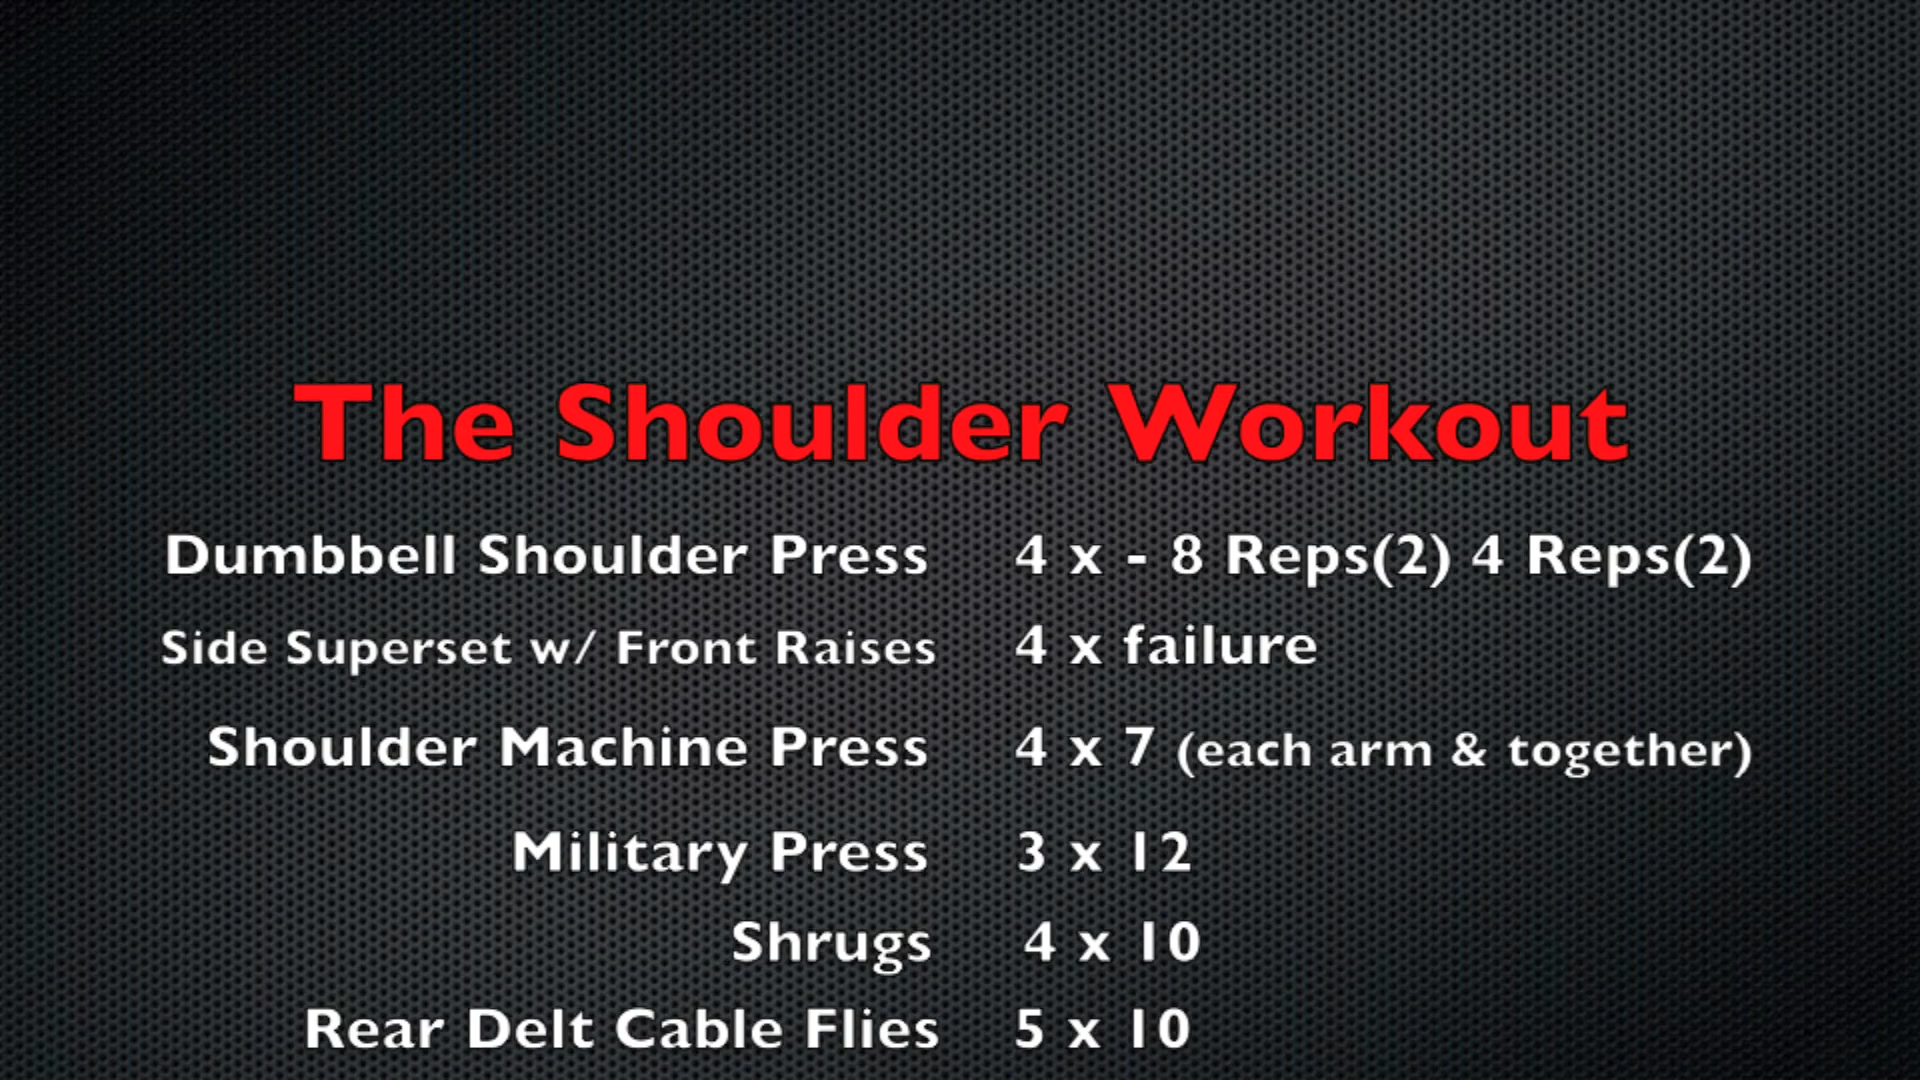 The Shoulder Workout
Dumbbell Shoulder Press 4 x - 8 Reps(2) 4 Reps(2)
Side Superset w/ Front Raises 4 x failure
Shoulder Machine Press 4 x 7 (each arm & together)
Military Press 3 x 12
Shrugs 4 x 10
Rear Delt Cable Flies 5 x 10